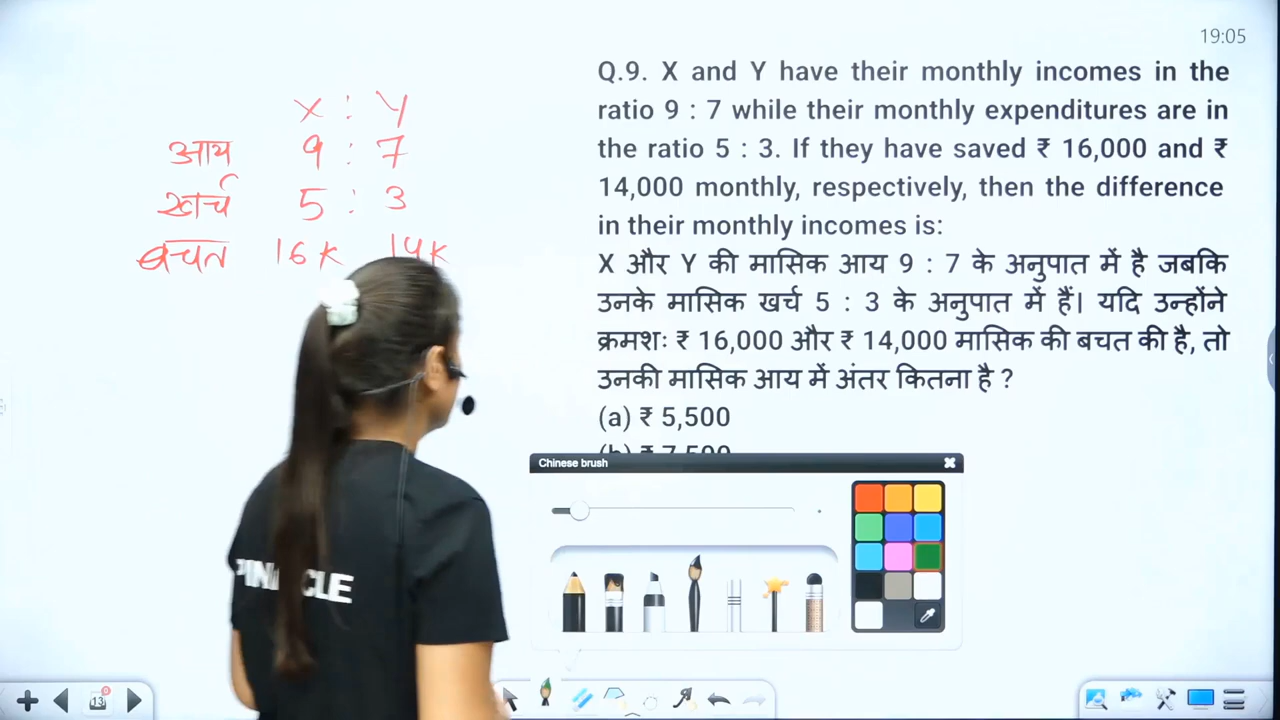 19:05
Q.9. X and Y have their monthly incomes in the
ratio 9 : 7 while their monthly expenditures are in
the ratio 5 : 3. If they have saved ₹ 16,000 and ₹
14,000 monthly, respectively, then the difference
in their monthly incomes is:
X और Y की मासिक आय 9 : 7 के अनुपात में है जबकि
उनके मासिक खर्च 5 : 3 के अनुपात में हैं। यदि उन्होंने
क्रमशः ₹ 16,000 और ₹ 14,000 मासिक की बचत की है, तो
उनकी मासिक आय में अंतर कितना है ?
(a) ₹ 5,500
(b) ₹ 7,500
X : Y
आय 9 : 7
खर्च 5 : 3
बचत 16K 14K
Chinese brush
13
6